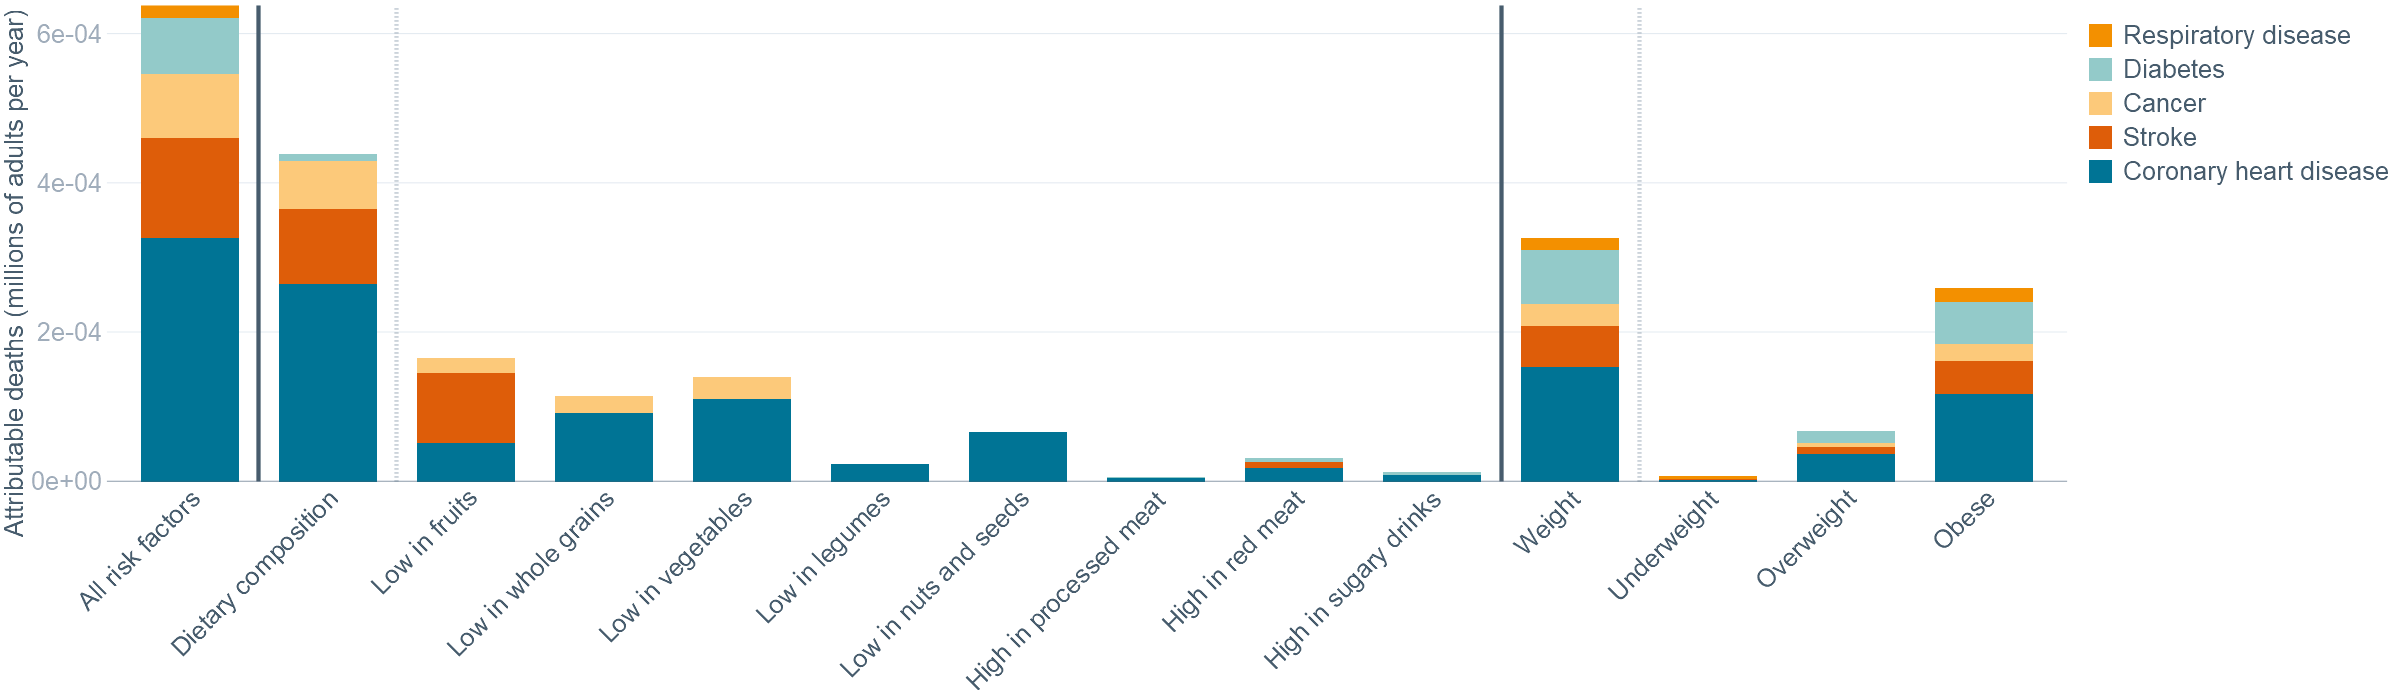 Attributable deaths (millions of adults per year)
6e-04
4e-04
2e-04
0e+00
All risk factors
Dietary composition
Low in fruits
Low in whole grains
Low in vegetables
Low in legumes
Low in nuts and seeds
High in processed meat
High in red meat
High in sugary drinks
Weight
Underweight
Overweight
Obese
Respiratory disease
Diabetes
Cancer
Stroke
Coronary heart disease